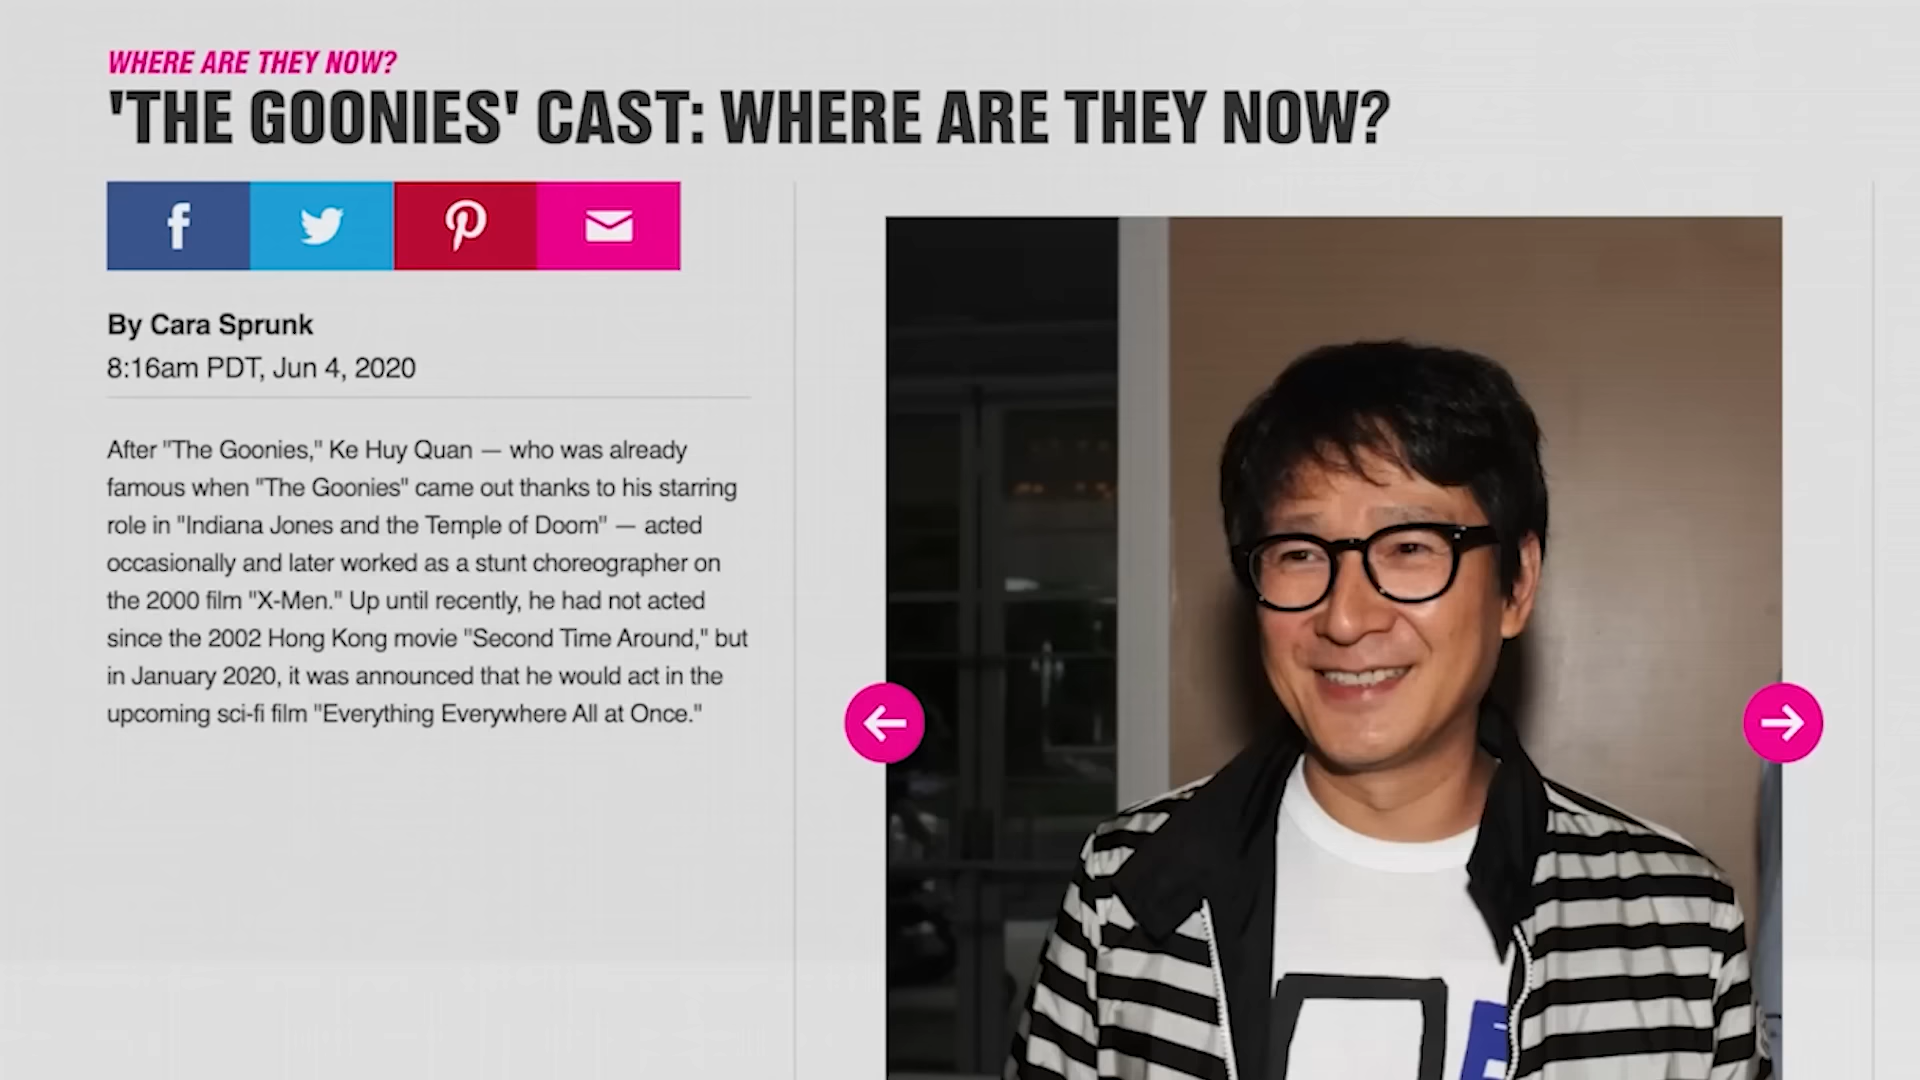 WHERE ARE THEY NOW?
'THE GOONIES' CAST: WHERE ARE THEY NOW?
By Cara Sprunk
8:16am PDT, Jun 4, 2020
After "The Goonies," Ke Huy Quan — who was already
famous when "The Goonies" came out thanks to his starring
role in "Indiana Jones and the Temple of Doom" — acted
occasionally and later worked as a stunt choreographer on
the 2000 film "X-Men." Up until recently, he had not acted
since the 2002 Hong Kong movie "Second Time Around," but
in January 2020, it was announced that he would act in the
upcoming sci-fi film "Everything Everywhere All at Once."